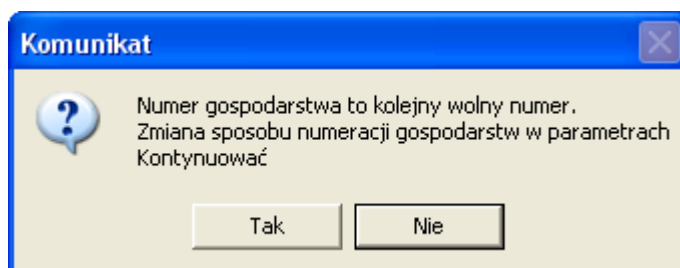 Komunikat
Numer gospodarstwa to kolejny wolny numer.
Zmiana sposobu numeracji gospodarstw w parametrach
Kontynuować
Tak
Nie